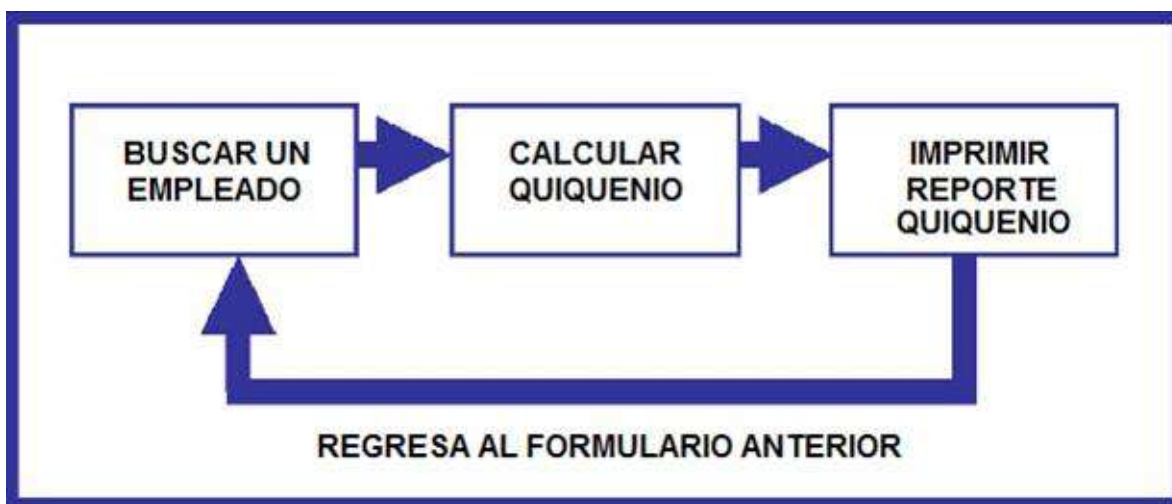 BUSCAR UN
EMPLEADO
CALCULAR
QUIQUENIO
IMPRIMIR
REPORTE
QUIQUENIO
REGRESA AL FORMULARIO ANTERIOR